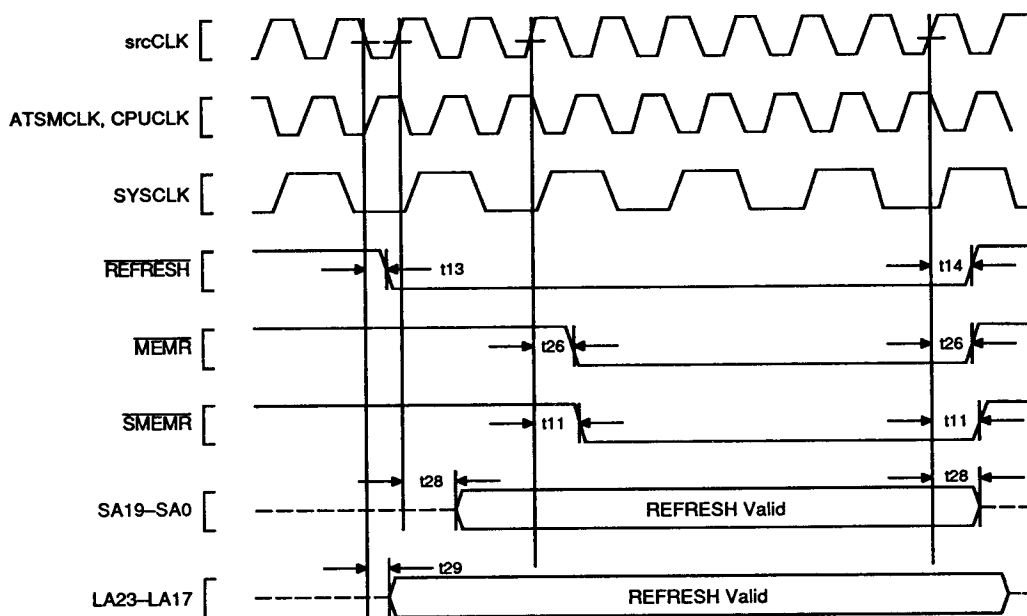 srcCLK
ATSMCLK, CPUCLK
SYSCLK
REFRESH
t13
t14
MEMR
t26
t26
SMEMR
t11
t11
t28
t28
SA19–SA0
REFRESH Valid
t29
LA23–LA17
REFRESH Valid